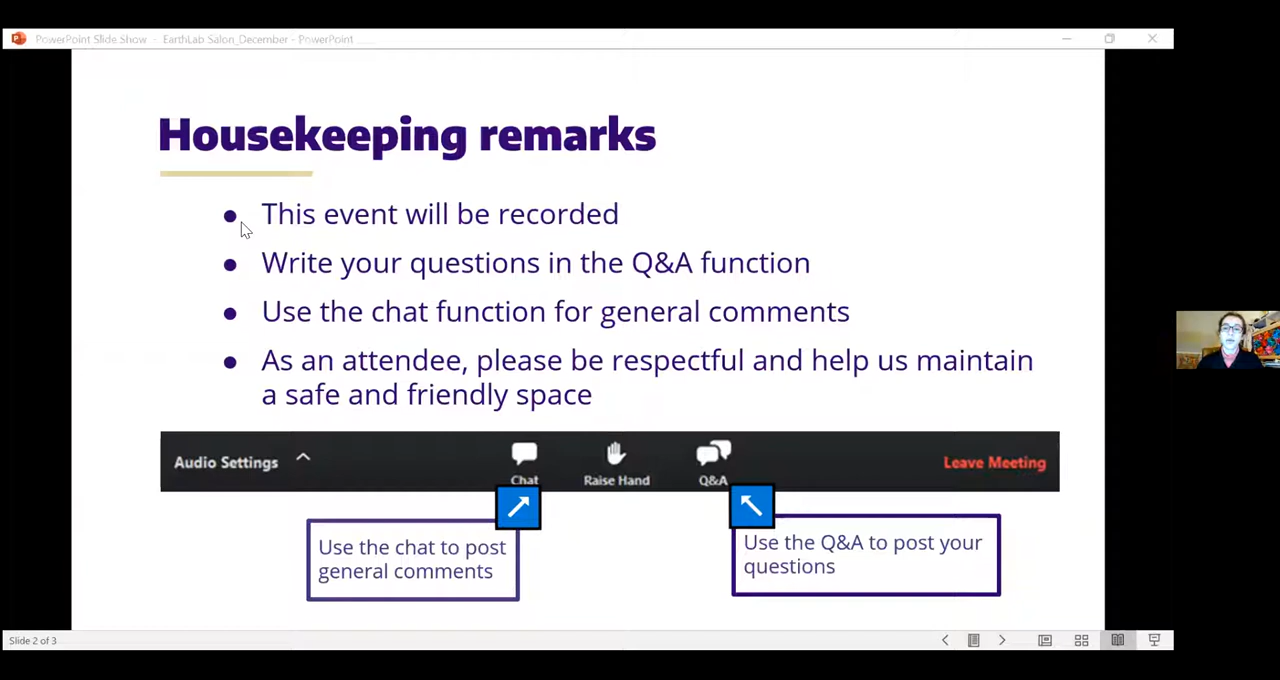 PowerPoint Slide Show - EarthLab Salon_December - PowerPoint
Housekeeping remarks
● This event will be recorded
● Write your questions in the Q&A function
● Use the chat function for general comments
● As an attendee, please be respectful and help us maintain
a safe and friendly space
Audio Settings
Chat
Raise Hand
Q&A
Leave Meeting
Use the chat to post
general comments
Use the Q&A to post your
questions
Slide 2 of 3